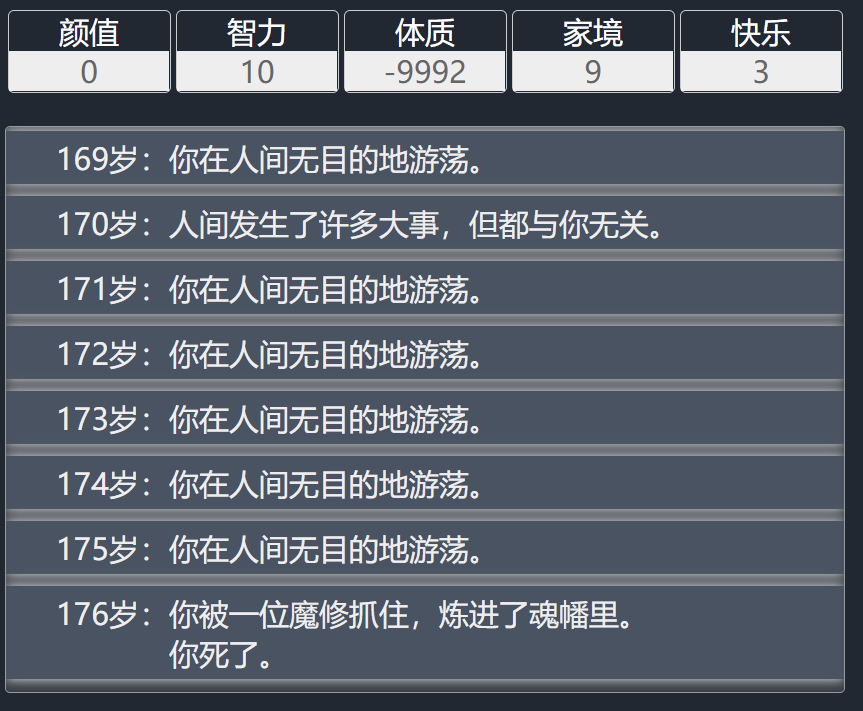 颜值 智力 体质 家境 快乐
0 10 -9992 9 3
169岁：你在人间无目的地游荡。
170岁：人间发生了许多大事，但都与你无关。
171岁：你在人间无目的地游荡。
172岁：你在人间无目的地游荡。
173岁：你在人间无目的地游荡。
174岁：你在人间无目的地游荡。
175岁：你在人间无目的地游荡。
176岁：你被一位魔修抓住，炼进了魂幡里。
你死了。